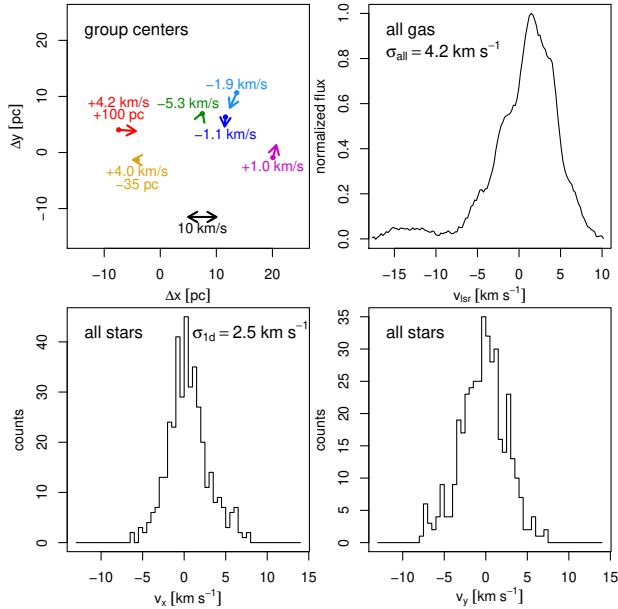 group centers
−1.9 km/s
+4.2 km/s
−5.3 km/s
+100 pc
−1.1 km/s
+4.0 km/s
+1.0 km/s
−35 pc
10 km/s
20
10
0
−10
Δy [pc]
−10 0 10 20
Δx [pc]
all gas
σall = 4.2 km s−1
1.0
0.8
0.6
0.4
0.2
0.0
normalized flux
−15 −10 −5 0 5 10
vlsr [km s−1]
all stars
σ1d = 2.5 km s−1
40
30
20
10
0
counts
−10 −5 0 5 10 15
vx [km s−1]
all stars
35
25
15
10
5
0
counts
−10 −5 0 5 10 15
vy [km s−1]